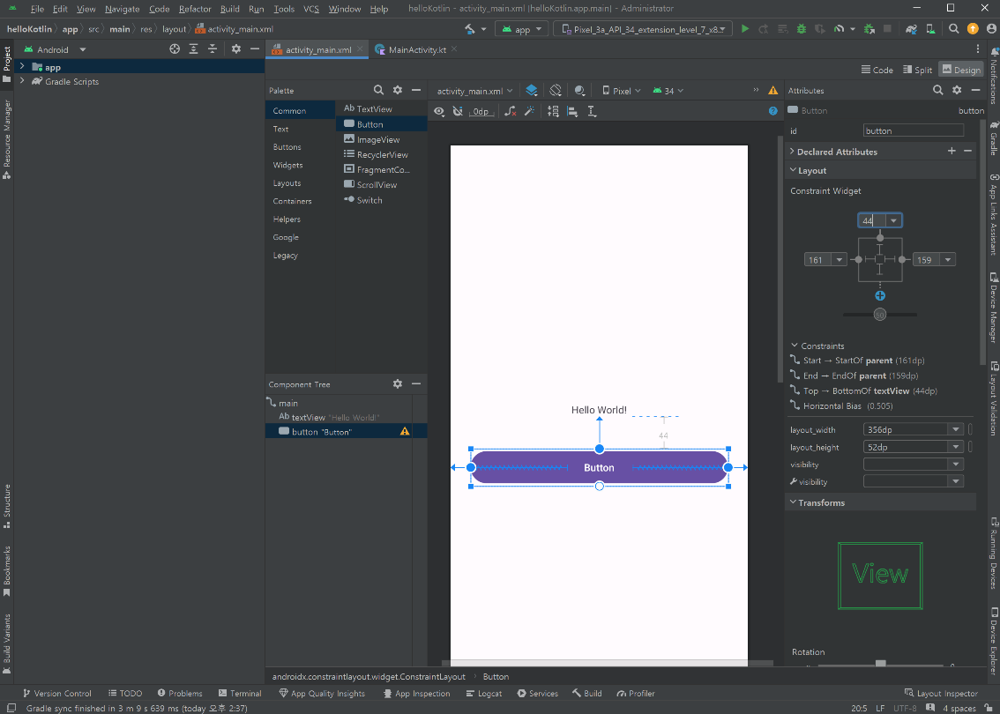 File Edit View Navigate Code Refactor Build Run Tools VCS Window Help helloKotlin - activity_main.xml [helloKotlin.app.main] - Administrator
helloKotlin app src main res layout activity_main.xml app Pixel_3a_API_34_extension_level_7_x8
Project
Resource Manager
Structure
Bookmarks
Build Variants
Android
app
Gradle Scripts
activity_main.xml MainActivity.kt
Code Split Design
Palette
Common
Text
Buttons
Widgets
Layouts
Containers
Helpers
Google
Legacy
Ab TextView
Button
ImageView
RecyclerView
FragmentCo...
ScrollView
Switch
Component Tree
main
Ab textView "Hello World!"
button "Button"
activity_main.xml Pixel 34
0dp
Hello World!
44
Button
Attributes
Button button
id button
Declared Attributes
Layout
Constraint Widget
44
161 159
50
Constraints
Start → StartOf parent (161dp)
End → EndOf parent (159dp)
Top → BottomOf textView (44dp)
Horizontal Bias (0.505)
layout_width 356dp
layout_height 52dp
visibility
visibility
Transforms
View
Rotation
Notifications
Gradle
App Links Assistant
Device Manager
Layout Validation
Running Devices
Device Explorer
androidx.constraintlayout.widget.ConstraintLayout Button
Version Control TODO Problems Terminal App Quality Insights App Inspection Logcat Services Build Profiler Layout Inspector
Gradle sync finished in 3 m 9 s 639 ms (today 오후 2:37) 20:5 LF UTF-8 4 spaces